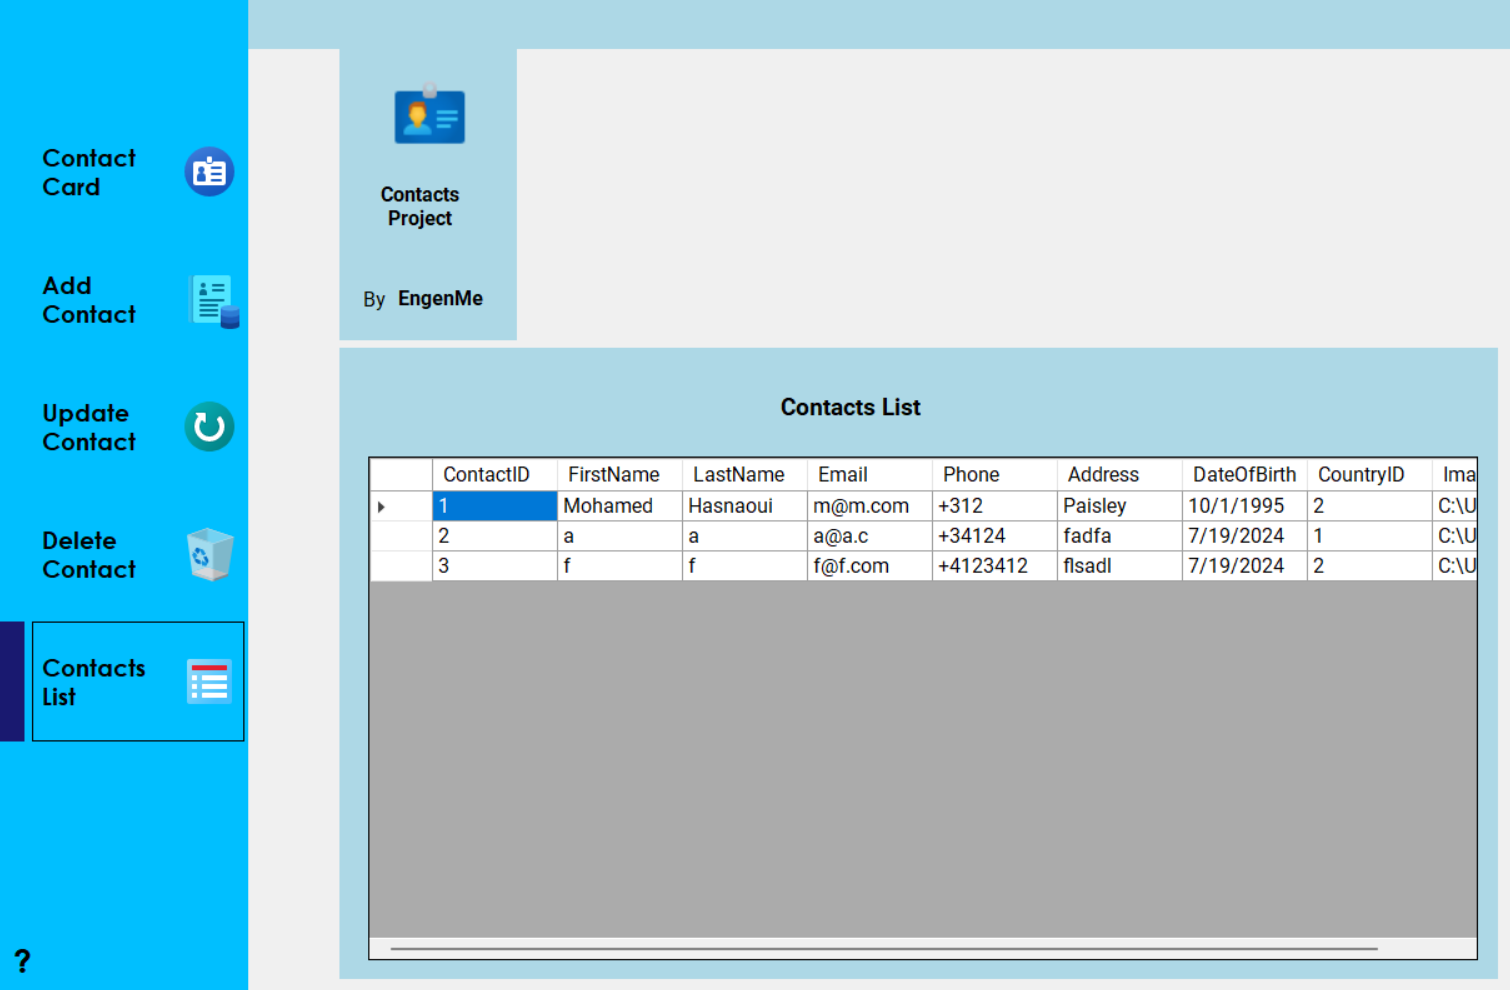 Contact
Card
Add
Contact
Update
Contact
Delete
Contact
Contacts
List
?
Contacts
Project
By EngenMe
Contacts List
ContactID FirstName LastName Email Phone Address DateOfBirth CountryID Ima
1 Mohamed Hasnaoui m@m.com +312 Paisley 10/1/1995 2 C:\U
2 a a a@a.c +34124 fadfa 7/19/2024 1 C:\U
3 f f f@f.com +4123412 flsadl 7/19/2024 2 C:\U